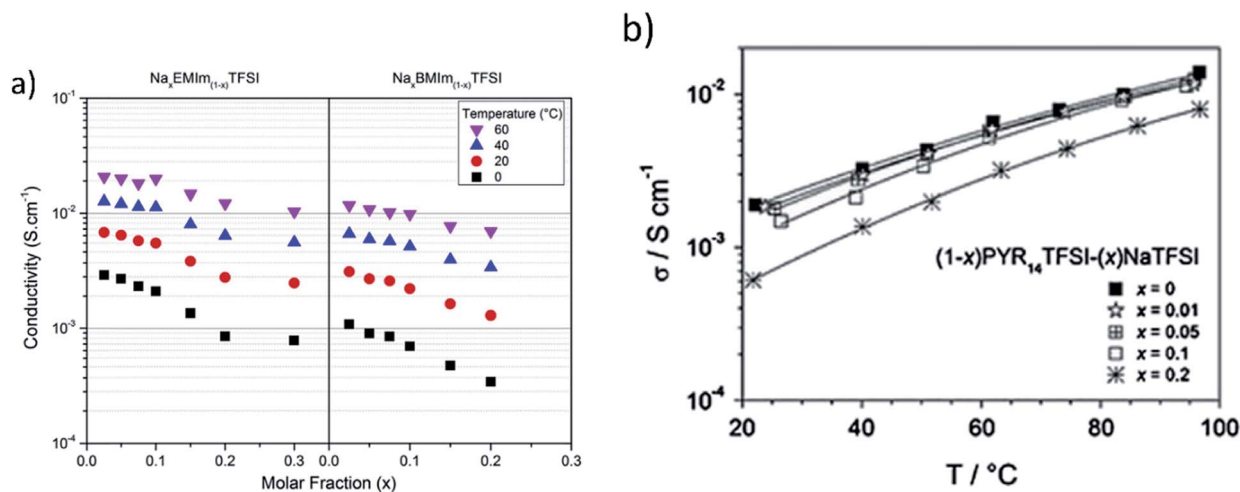 a)
NaₓEMIm₍₁₋ₓ₎TFSI
NaₓBMIm₍₁₋ₓ₎TFSI
Temperature (°C)
60
40
20
0
10⁻¹
10⁻²
10⁻³
10⁻⁴
Conductivity (S.cm⁻¹)
0.0 0.1 0.2 0.3 0.0 0.1 0.2 0.3
Molar Fraction (x)
b)
10⁻²
10⁻³
10⁻⁴
σ / S cm⁻¹
(1-x)PYR₁₄TFSI-(x)NaTFSI
x = 0
x = 0.01
x = 0.05
x = 0.1
x = 0.2
20 40 60 80 100
T / °C